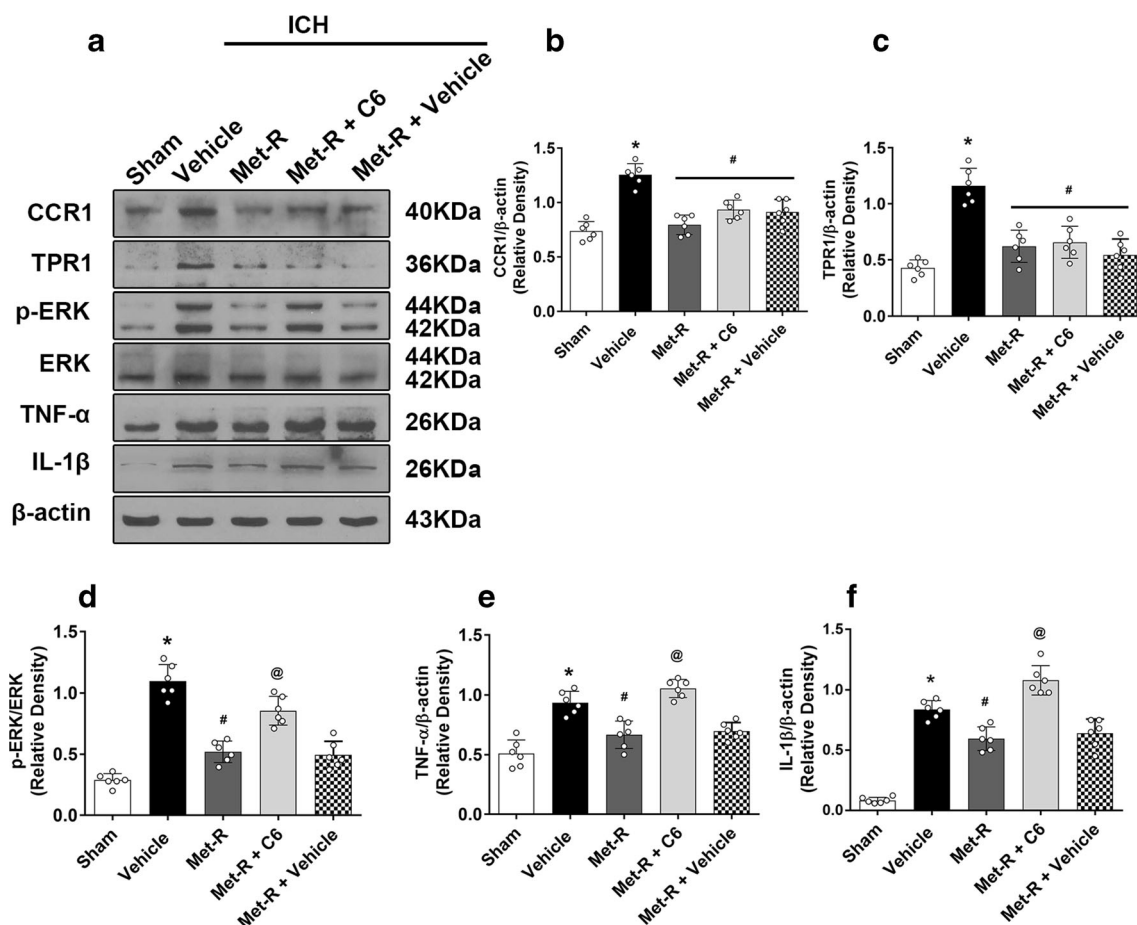 a
ICH
Sham
Vehicle
Met-R
Met-R + C6
Met-R + Vehicle
CCR1
40KDa
TPR1
36KDa
p-ERK
44KDa
42KDa
ERK
44KDa
42KDa
TNF-α
26KDa
IL-1β
26KDa
β-actin
43KDa
b
CCR1/β-actin
(Relative Density)
1.5
1.0
0.5
0.0
*
#
Sham
Vehicle
Met-R
Met-R + C6
Met-R + Vehicle
c
TPR1/β-actin
(Relative Density)
1.5
1.0
0.5
0.0
*
#
Sham
Vehicle
Met-R
Met-R + C6
Met-R + Vehicle
d
p-ERK/ERK
(Relative Density)
1.5
1.0
0.5
0.0
*
#
@
Sham
Vehicle
Met-R
Met-R + C6
Met-R + Vehicle
e
TNF-α/β-actin
(Relative Density)
1.5
1.0
0.5
0.0
*
#
@
Sham
Vehicle
Met-R
Met-R + C6
Met-R + Vehicle
f
IL-1β/β-actin
(Relative Density)
1.5
1.0
0.5
0.0
*
#
@
Sham
Vehicle
Met-R
Met-R + C6
Met-R + Vehicle